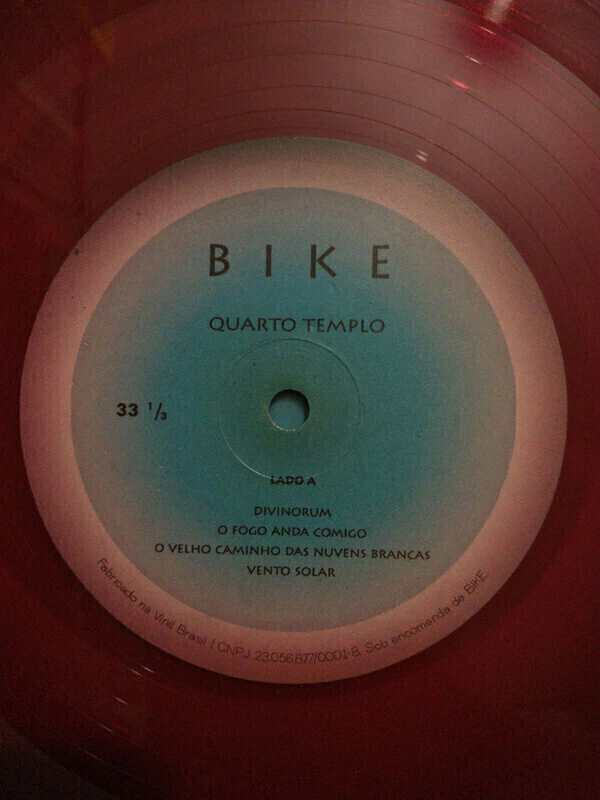 BIKE
QUARTO TEMPLO
33 1/3
LADO A
DIVINORUM
O FOGO ANDA COMIGO
O VELHO CAMINHO DAS NUVENS BRANCAS
VENTO SOLAR
Fabricado na Vinil Brasil / CNPJ: 23.056.877/0001-8. Sob encomenda de BIKE.